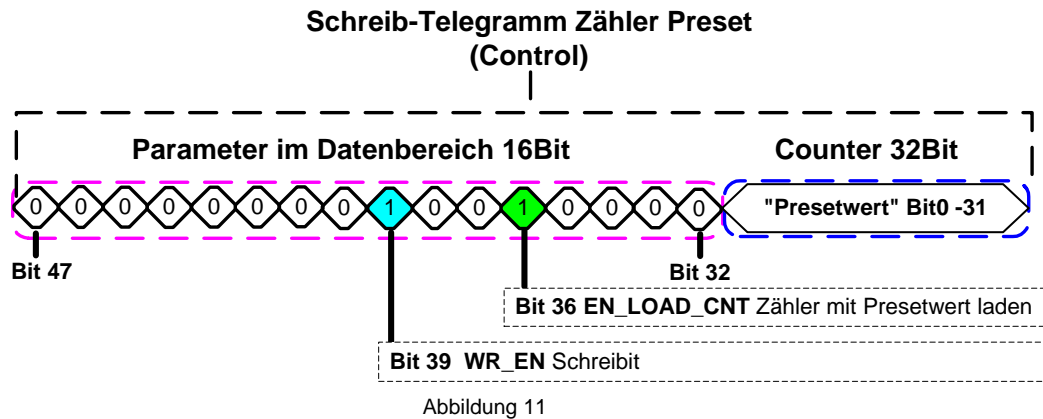 Schreib-Telegramm Zähler Preset
(Control)
Parameter im Datenbereich 16Bit Counter 32Bit
0 0 0 0 0 0 0 0 1 0 0 1 0 0 0 0 "Presetwert" Bit0 -31
Bit 47 Bit 32
Bit 36 EN_LOAD_CNT Zähler mit Presetwert laden
Bit 39 WR_EN Schreibit
Abbildung 11